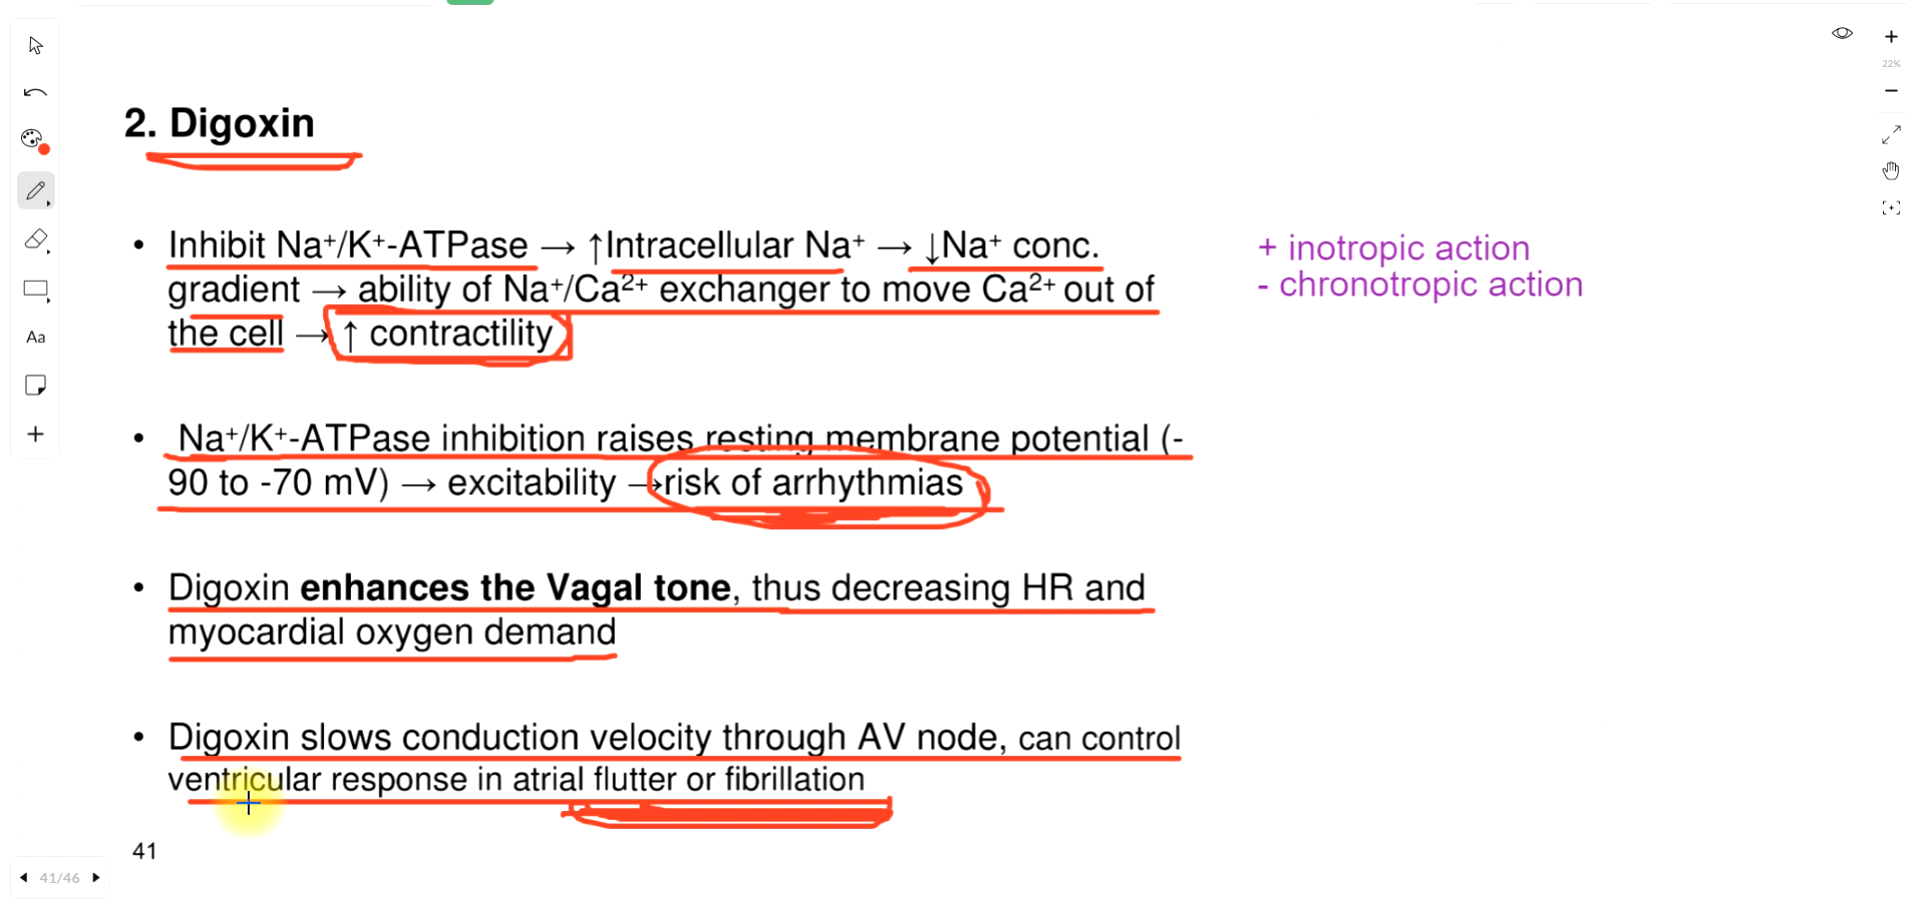 22%
2. Digoxin
• Inhibit Na⁺/K⁺-ATPase → ↑Intracellular Na⁺ → ↓Na⁺ conc.
gradient → ability of Na⁺/Ca²⁺ exchanger to move Ca²⁺ out of
the cell → ↑ contractility
+ inotropic action
- chronotropic action
• Na⁺/K⁺-ATPase inhibition raises resting membrane potential (-
90 to -70 mV) → excitability →risk of arrhythmias
• Digoxin enhances the Vagal tone, thus decreasing HR and
myocardial oxygen demand
• Digoxin slows conduction velocity through AV node, can control
ventricular response in atrial flutter or fibrillation
41
Aa
41/46